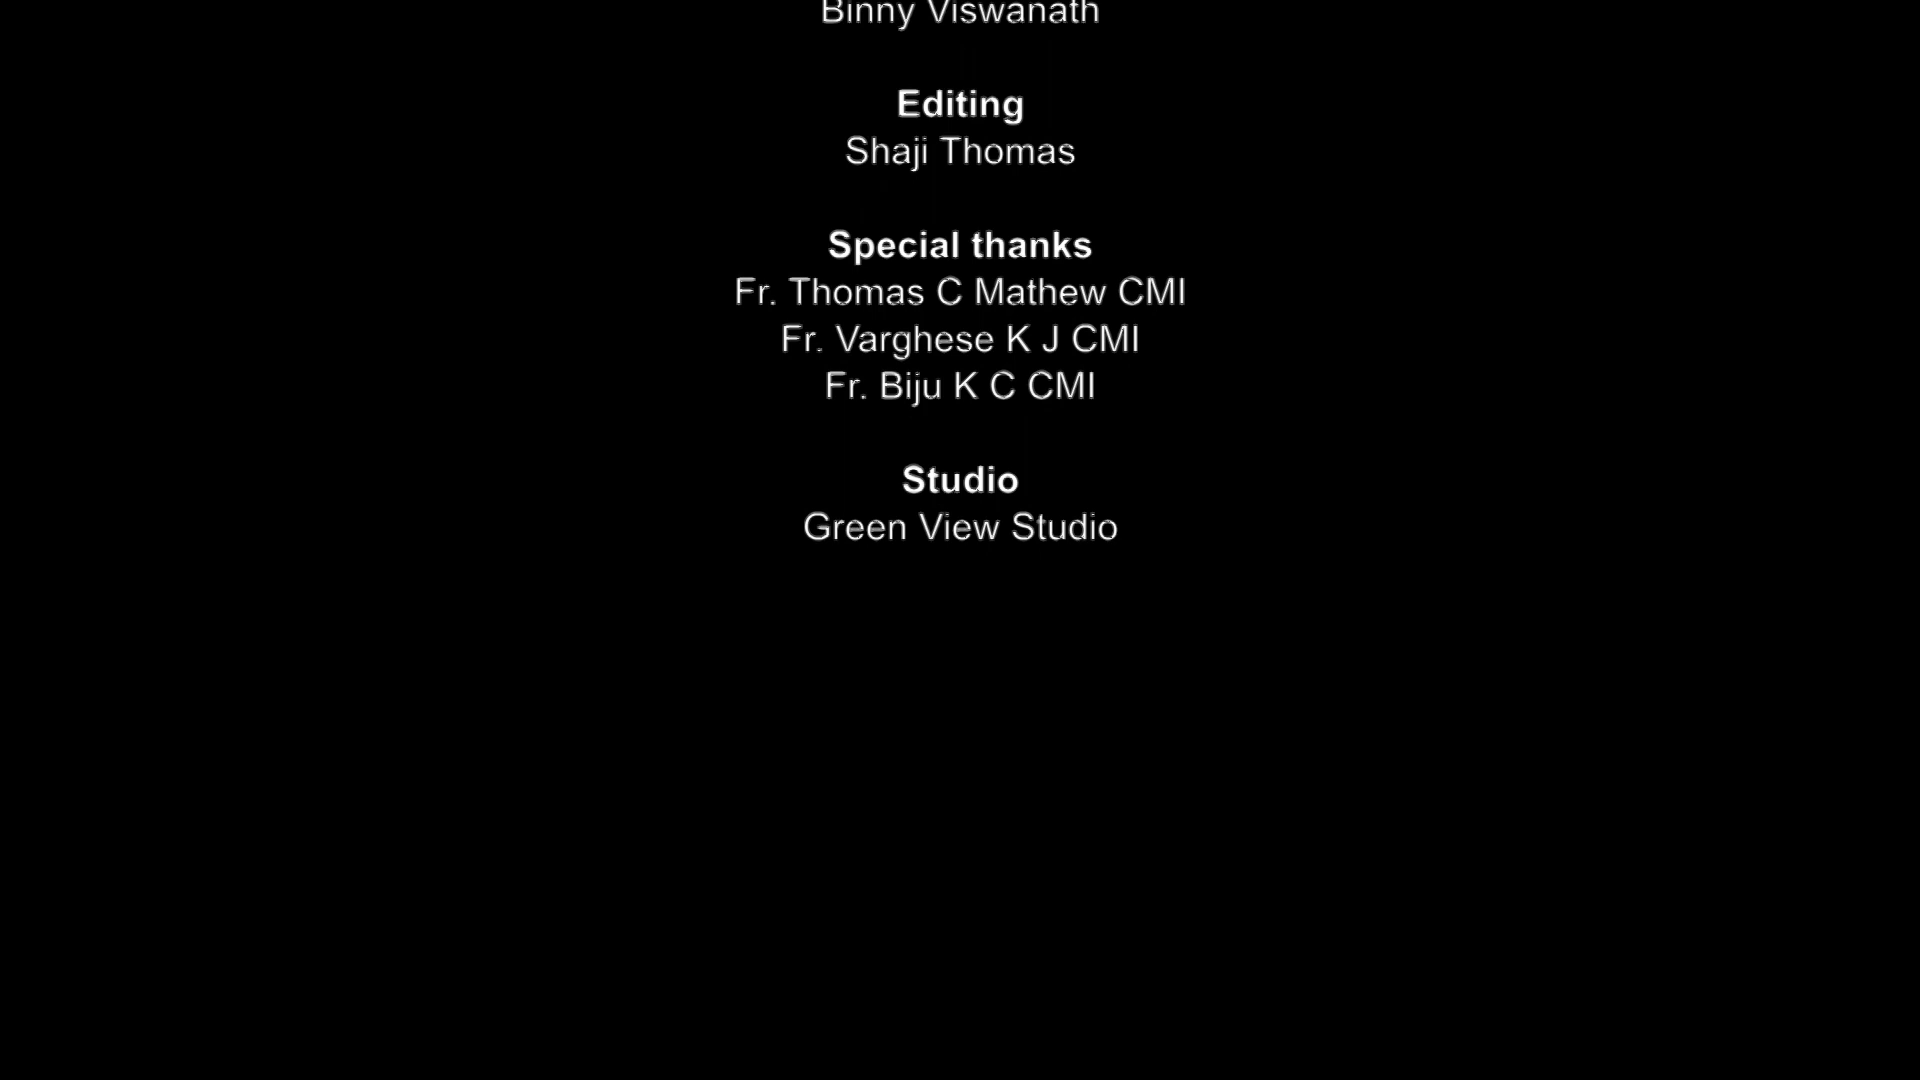 Binny Viswanath
Editing
Shaji Thomas
Special thanks
Fr. Thomas C Mathew CMI
Fr. Varghese K J CMI
Fr. Biju K C CMI
Studio
Green View Studio